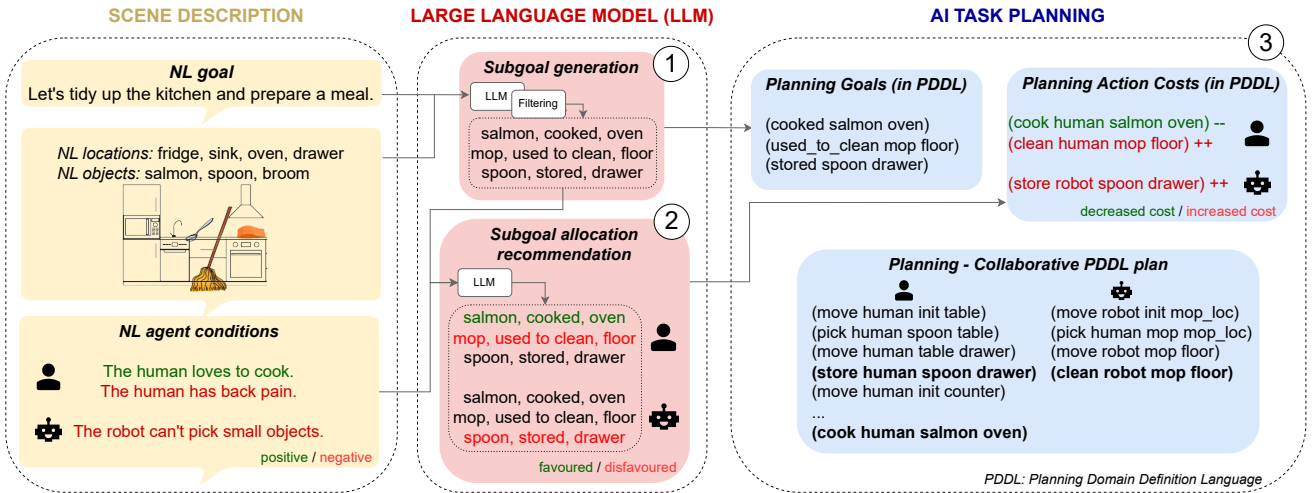 SCENE DESCRIPTION
NL goal
Let's tidy up the kitchen and prepare a meal.
NL locations: fridge, sink, oven, drawer
NL objects: salmon, spoon, broom
NL agent conditions
The human loves to cook.
The human has back pain.
The robot can't pick small objects.
positive / negative
LARGE LANGUAGE MODEL (LLM)
1
Subgoal generation
LLM
Filtering
salmon, cooked, oven
mop, used to clean, floor
spoon, stored, drawer
2
Subgoal allocation
recommendation
LLM
salmon, cooked, oven
mop, used to clean, floor
spoon, stored, drawer
salmon, cooked, oven
mop, used to clean, floor
spoon, stored, drawer
favoured / disfavoured
AI TASK PLANNING
3
Planning Goals (in PDDL)
(cooked salmon oven)
(used_to_clean mop floor)
(stored spoon drawer)
Planning Action Costs (in PDDL)
(cook human salmon oven) --
(clean human mop floor) ++
(store robot spoon drawer) ++
decreased cost / increased cost
Planning - Collaborative PDDL plan
(move human init table)
(pick human spoon table)
(move human table drawer)
(store human spoon drawer)
(move human init counter)
...
(cook human salmon oven)
(move robot init mop_loc)
(pick human mop mop_loc)
(move robot mop floor)
(clean robot mop floor)
PDDL: Planning Domain Definition Language